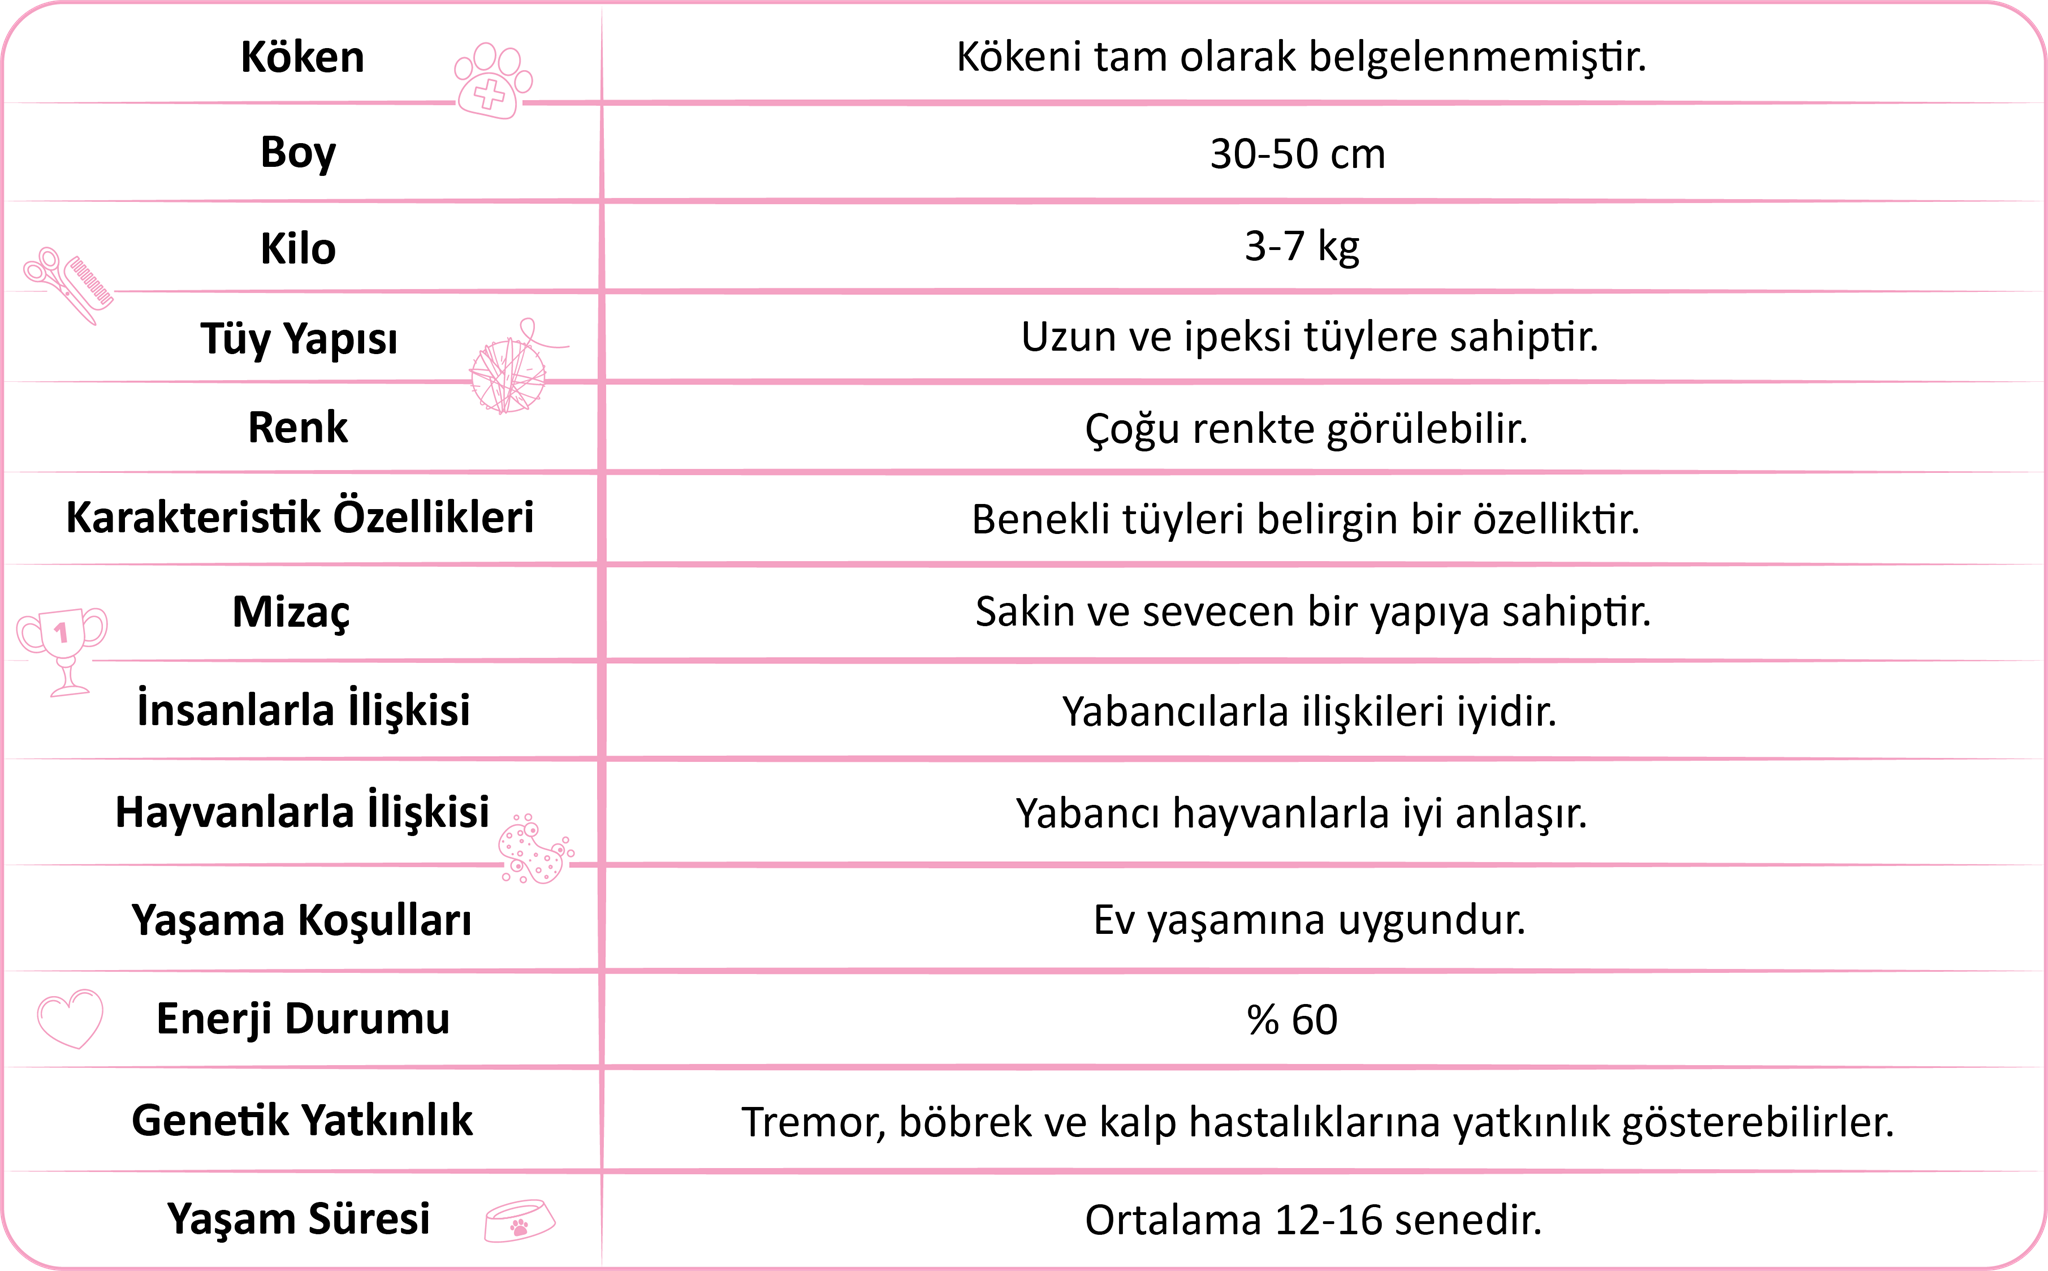 Köken
Kökeni tam olarak belgelenmemiştir.
Boy
30-50 cm
Kilo
3-7 kg
Tüy Yapısı
Uzun ve ipeksi tüylere sahiptir.
Renk
Çoğu renkte görülebilir.
Karakteristik Özellikleri
Benekli tüyleri belirgin bir özelliktir.
1
Mizaç
Sakin ve sevecen bir yapıya sahiptir.
İnsanlarla İlişkisi
Yabancılarla ilişkileri iyidir.
Hayvanlarla İlişkisi
Yabancı hayvanlarla iyi anlaşır.
Yaşama Koşulları
Ev yaşamına uygundur.
Enerji Durumu
% 60
Genetik Yatkınlık
Tremor, böbrek ve kalp hastalıklarına yatkınlık gösterebilirler.
Yaşam Süresi
Ortalama 12-16 senedir.